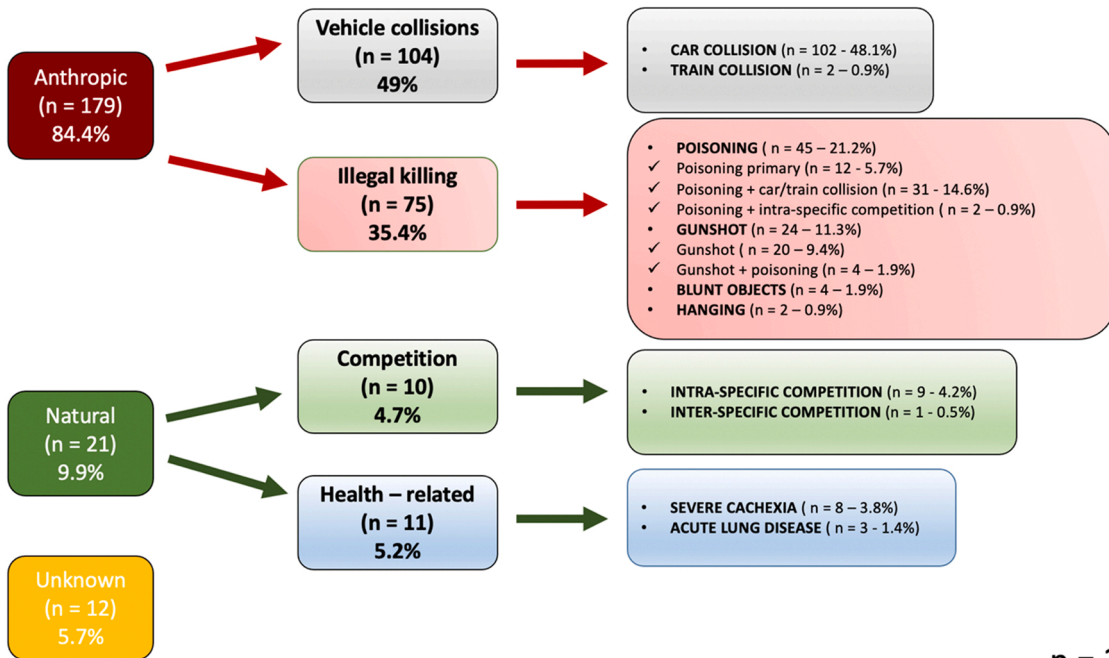 Anthropic
(n = 179)
84.4%
Vehicle collisions
(n = 104)
49%
• CAR COLLISION (n = 102 - 48.1%)
• TRAIN COLLISION (n = 2 – 0.9%)
Illegal killing
(n = 75)
35.4%
• POISONING ( n = 45 – 21.2%)
✓ Poisoning primary (n = 12 - 5.7%)
✓ Poisoning + car/train collision (n = 31 - 14.6%)
✓ Poisoning + intra-specific competition ( n = 2 – 0.9%)
• GUNSHOT (n = 24 – 11.3%)
✓ Gunshot ( n = 20 – 9.4%)
✓ Gunshot + poisoning (n = 4 – 1.9%)
• BLUNT OBJECTS (n = 4 – 1.9%)
• HANGING (n = 2 – 0.9%)
Natural
(n = 21)
9.9%
Competition
(n = 10)
4.7%
• INTRA-SPECIFIC COMPETITION (n = 9 - 4.2%)
• INTER-SPECIFIC COMPETITION (n = 1 - 0.5%)
Health – related
(n = 11)
5.2%
• SEVERE CACHEXIA ( n = 8 – 3.8%)
• ACUTE LUNG DISEASE ( n = 3 - 1.4%)
Unknown
(n = 12)
5.7%